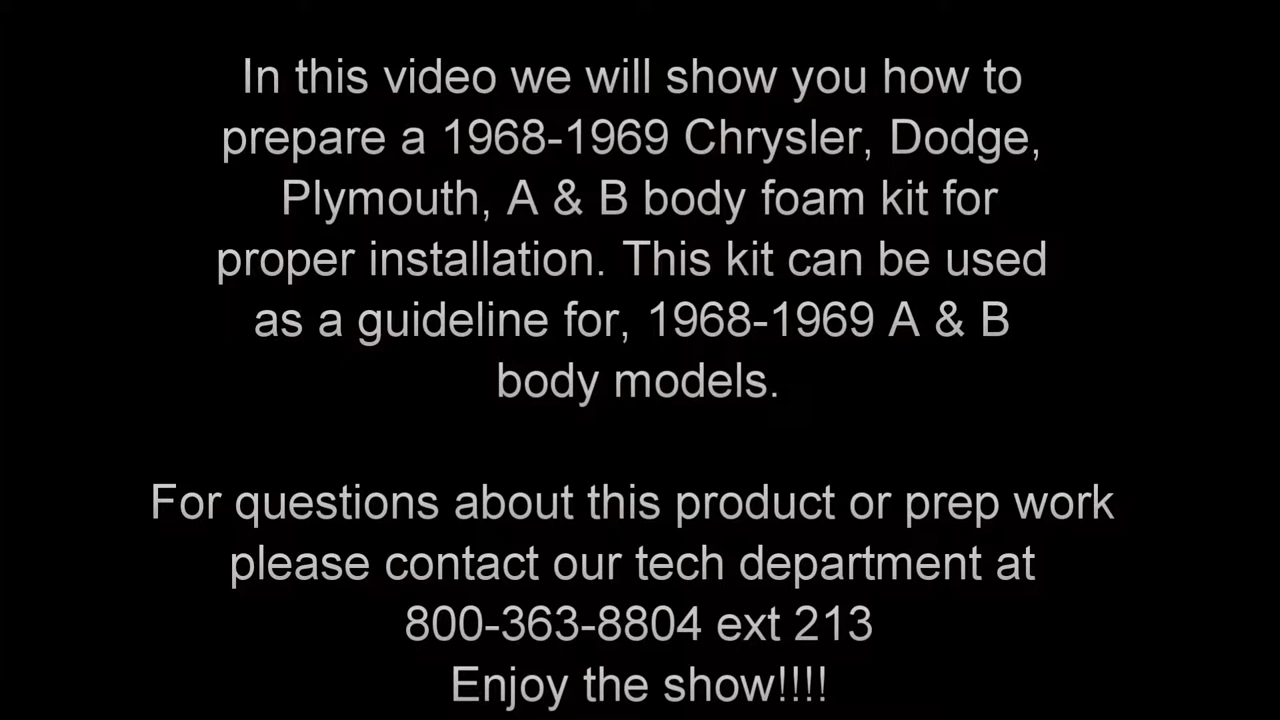 In this video we will show you how to
prepare a 1968-1969 Chrysler, Dodge,
Plymouth, A & B body foam kit for
proper installation. This kit can be used
as a guideline for, 1968-1969 A & B
body models.
For questions about this product or prep work
please contact our tech department at
800-363-8804 ext 213
Enjoy the show!!!!